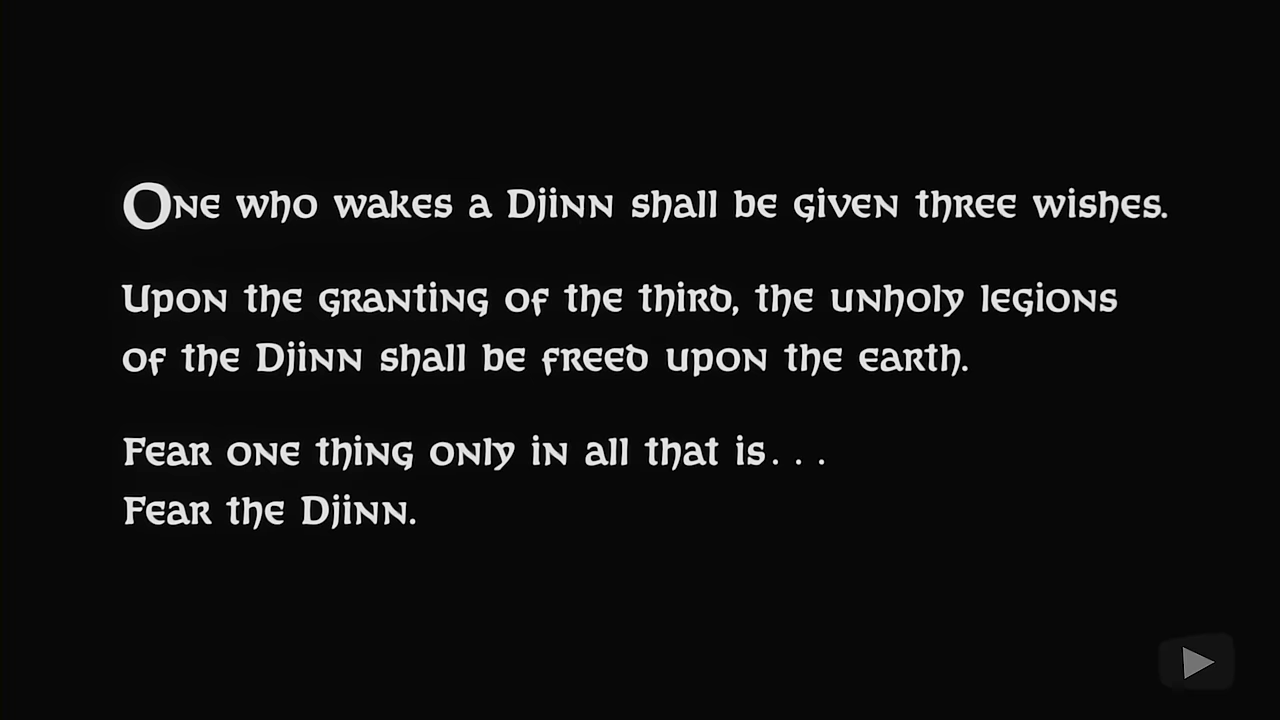 One who wakes a Djinn shall be given three wishes.
Upon the granting of the third, the unholy legions
of the Djinn shall be freed upon the earth.
Fear one thing only in all that is...
Fear the Djinn.